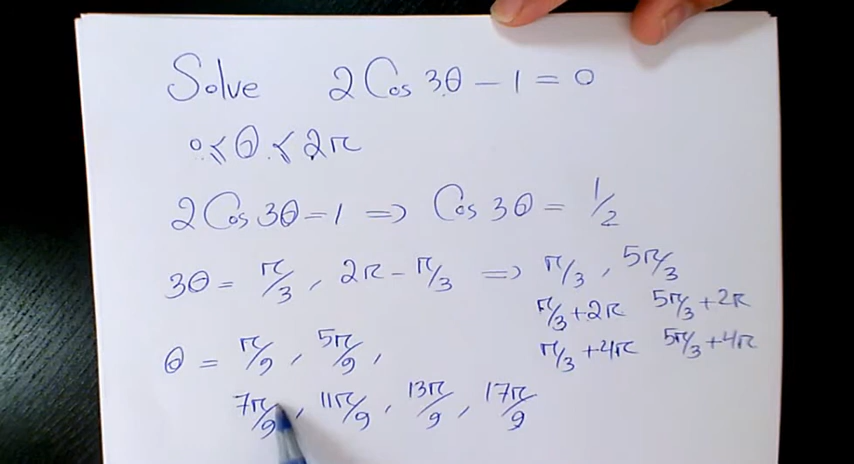 Solve 2Cos 3θ - 1 = 0
0 ≤ θ ≤ 2π
2Cos 3θ = 1 ⇒ Cos 3θ = 1/2
3θ = π/3 , 2π - π/3 ⇒ π/3 , 5π/3
π/3 + 2π 5π/3 + 2π
π/3 + 4π 5π/3 + 4π
θ = π/9 , 5π/9 ,
7π/9 , 11π/9 , 13π/9 , 17π/9